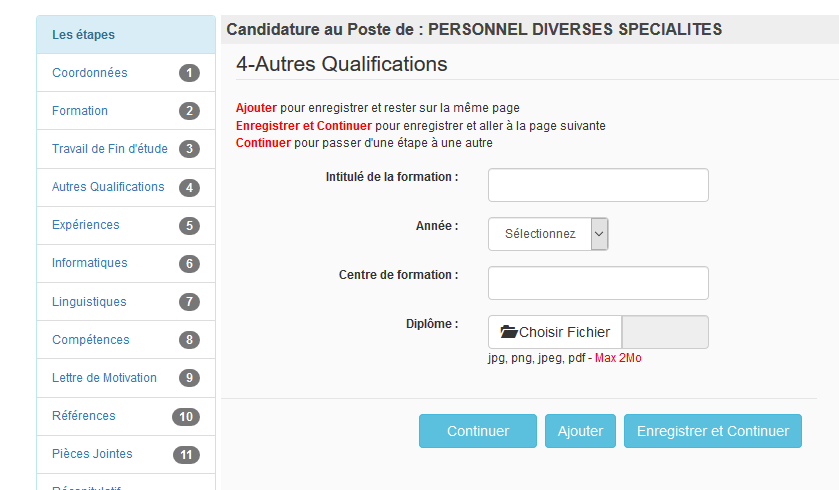 Les étapes
Coordonnées 1
Formation 2
Travail de Fin d'étude 3
Autres Qualifications 4
Expériences 5
Informatiques 6
Linguistiques 7
Compétences 8
Lettre de Motivation 9
Références 10
Pièces Jointes 11
Candidature au Poste de : PERSONNEL DIVERSES SPECIALITES
4-Autres Qualifications
Ajouter pour enregistrer et rester sur la même page
Enregistrer et Continuer pour enregistrer et aller à la page suivante
Continuer pour passer d'une étape à une autre
Intitulé de la formation :
Année : Sélectionnez
Centre de formation :
Diplôme : Choisir Fichier
jpg, png, jpeg, pdf - Max 2Mo
Continuer Ajouter Enregistrer et Continuer